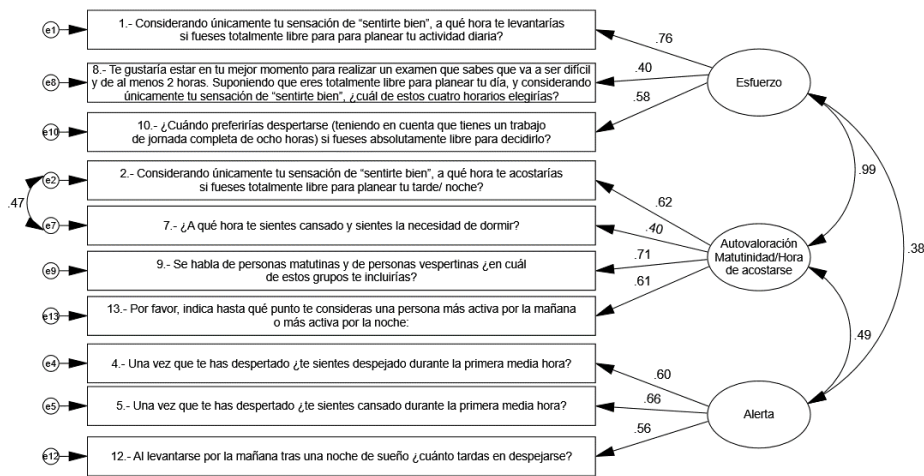 e1
1.- Considerando únicamente tu sensación de “sentirte bien”, a qué hora te levantarías
si fueses totalmente libre para para planear tu actividad diaria?
.76
e8
8.- Te gustaría estar en tu mejor momento para realizar un examen que sabes que va a ser difícil
y de al menos 2 horas. Suponiendo que eres totalmente libre para planear tu día, y considerando
únicamente tu sensación de “sentirte bien”, ¿cuál de estos cuatro horarios elegirías?
.40
Esfuerzo
.58
e10
10.- ¿Cuándo preferirías despertarse (teniendo en cuenta que tienes un trabajo
de jornada completa de ocho horas) si fueses absolutamente libre para decidirlo?
.99
e2
2.- Considerando únicamente tu sensación de “sentirte bien”, a qué hora te acostarías
si fueses totalmente libre para planear tu tarde/ noche?
.47
.62
e7
7.- ¿A qué hora te sientes cansado y sientes la necesidad de dormir?
.40
Autovaloración
Matutinidad/Hora
de acostarse
.38
e9
9.- Se habla de personas matutinas y de personas vespertinas ¿en cuál
de estos grupos te incluirías?
.71
.61
e13
13.- Por favor, indica hasta qué punto te consideras una persona más activa por la mañana
o más activa por la noche:
.49
e4
4.- Una vez que te has despertado ¿te sientes despejado durante la primera media hora?
.60
e5
5.- Una vez que te has despertado ¿te sientes cansado durante la primera media hora?
.66
Alerta
.56
e12
12.- Al levantarse por la mañana tras una noche de sueño ¿cuánto tardas en despejarse?